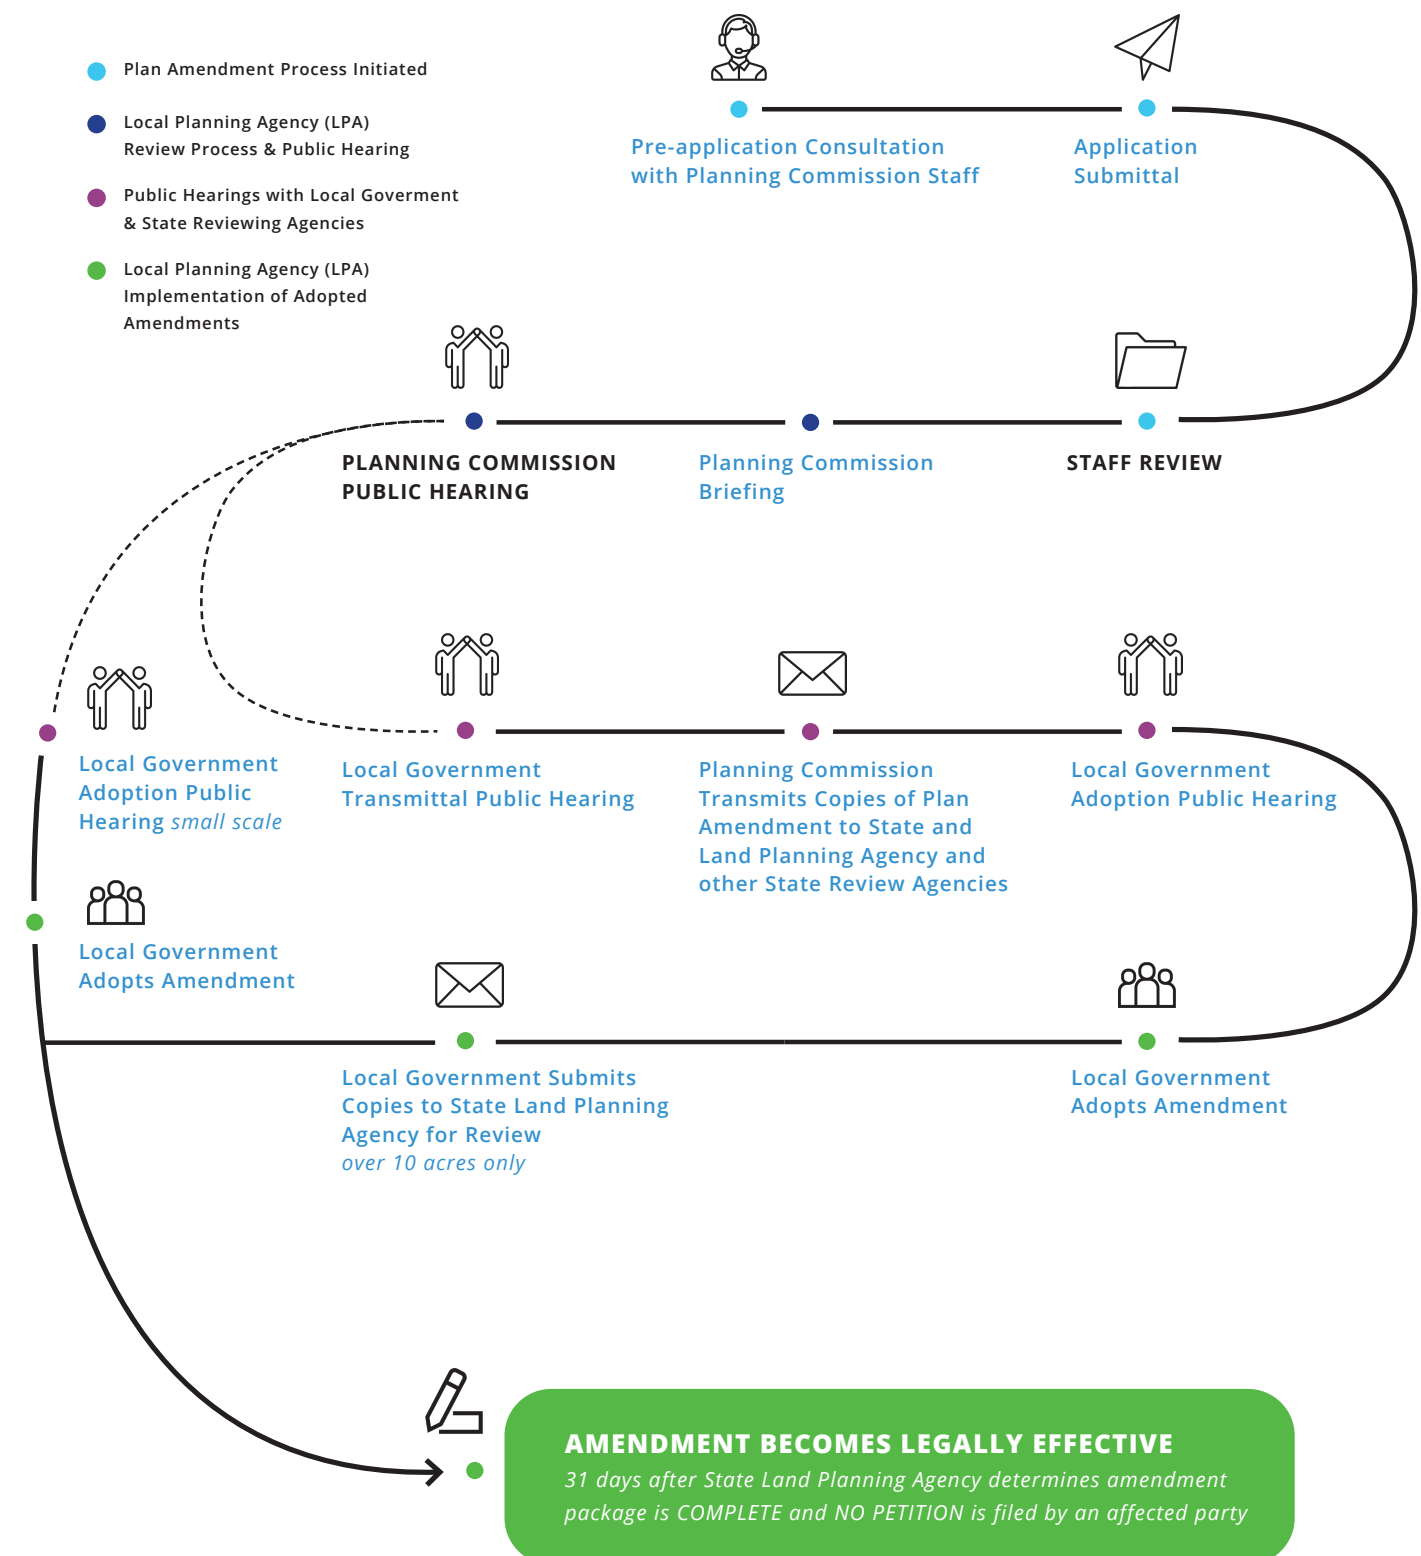 Plan Amendment Process Initiated
Local Planning Agency (LPA)
Review Process & Public Hearing
Public Hearings with Local Goverment
& State Reviewing Agencies
Local Planning Agency (LPA)
Implementation of Adopted
Amendments
Pre-application Consultation
with Planning Commission Staff
Application
Submittal
STAFF REVIEW
Planning Commission
Briefing
PLANNING COMMISSION
PUBLIC HEARING
Local Government
Adoption Public
Hearing small scale
Local Government
Transmittal Public Hearing
Planning Commission
Transmits Copies of Plan
Amendment to State and
Land Planning Agency and
other State Review Agencies
Local Government
Adoption Public Hearing
Local Government
Adopts Amendment
Local Government Submits
Copies to State Land Planning
Agency for Review
over 10 acres only
Local Government
Adopts Amendment
AMENDMENT BECOMES LEGALLY EFFECTIVE
31 days after State Land Planning Agency determines amendment
package is COMPLETE and NO PETITION is filed by an affected party